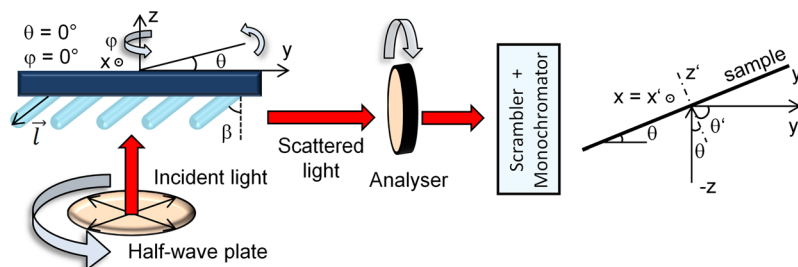 θ = 0°
φ = 0°
z
φ
x
θ
y
l
β
Incident light
Half-wave plate
Scattered
light
Analyser
Scrambler +
Monochromator
x = x‘
z‘
sample
y
θ
θ‘
θ
y
-z